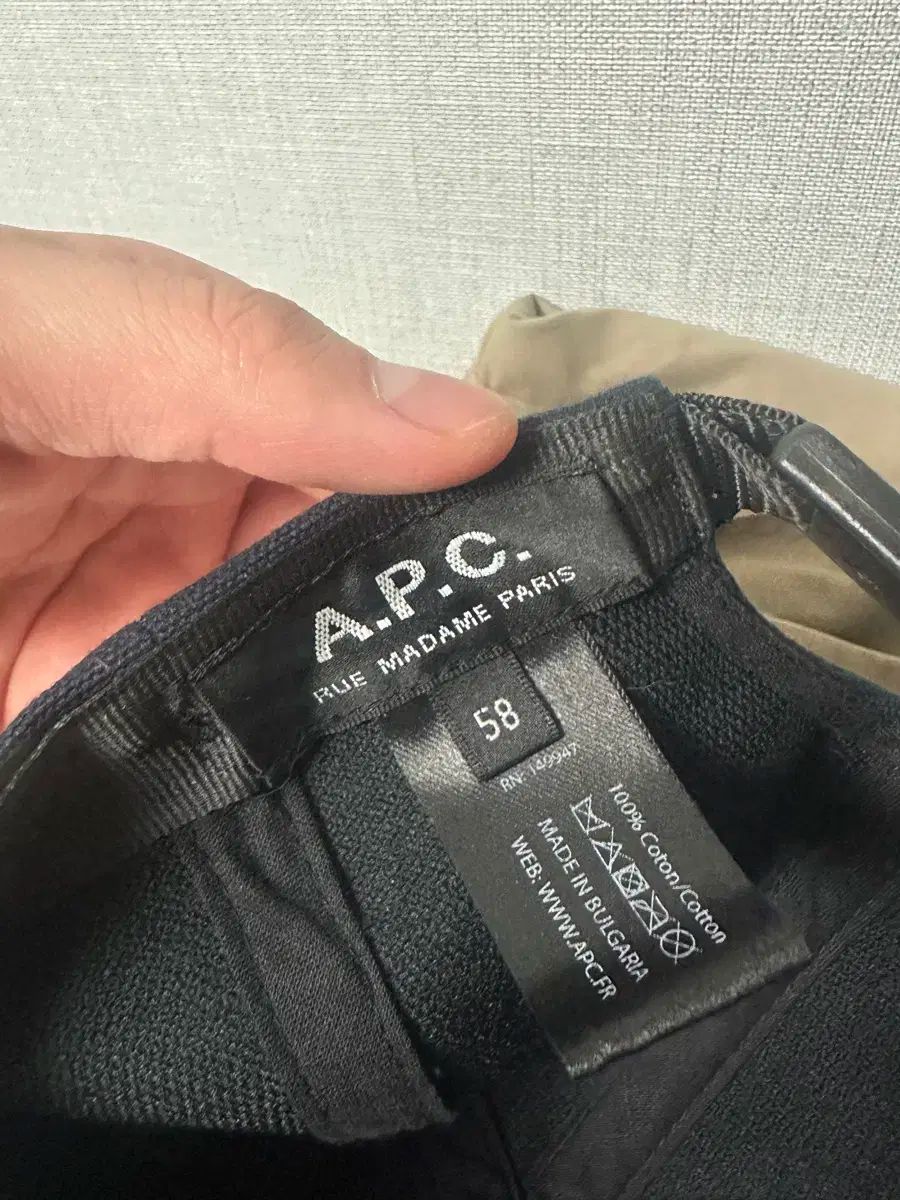 A.P.C.
RUE MADAME PARIS
58
RN: 149947
100% Coton/Cotton
MADE IN BULGARIA
WEB: WWW.APC.FR